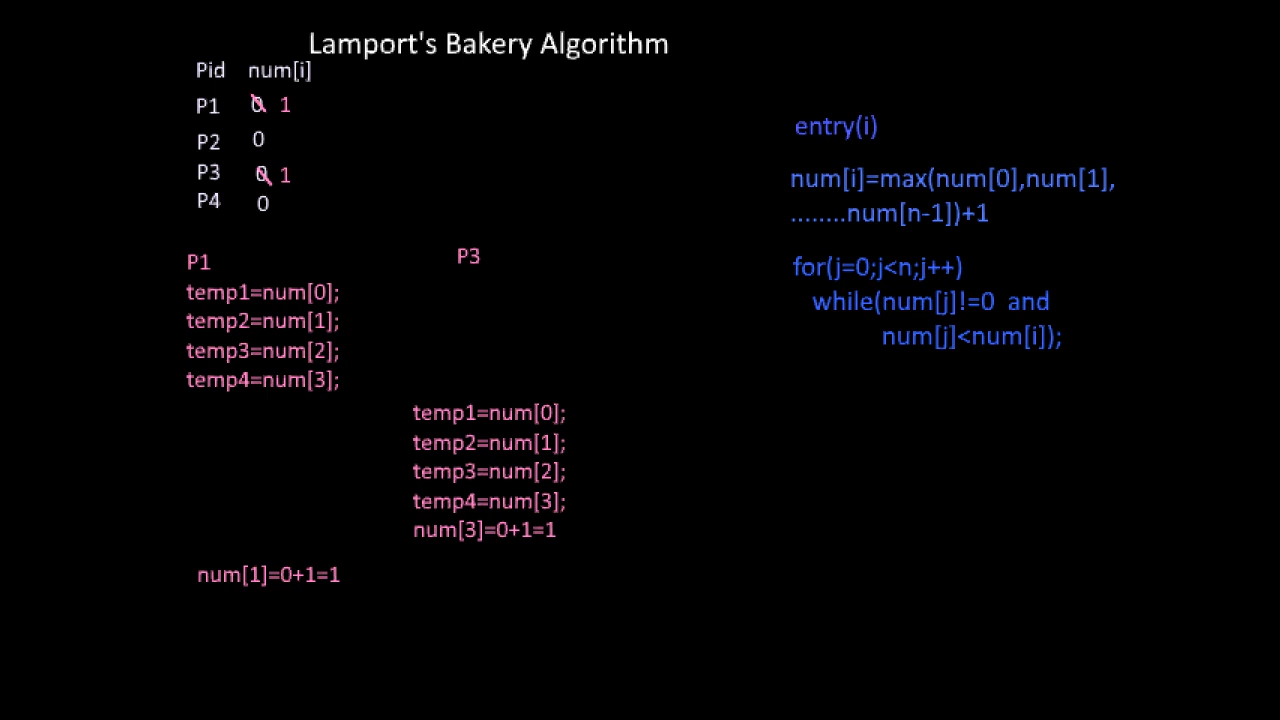 Lamport's Bakery Algorithm
Pid num[i]
P1 0 1
P2 0
P3 0 1
P4 0
P1
temp1=num[0];
temp2=num[1];
temp3=num[2];
temp4=num[3];
P3
temp1=num[0];
temp2=num[1];
temp3=num[2];
temp4=num[3];
num[3]=0+1=1
num[1]=0+1=1
entry(i)
num[i]=max(num[0],num[1],
........num[n-1])+1
for(j=0;j<n;j++)
while(num[j]!=0 and
num[j]<num[i]);